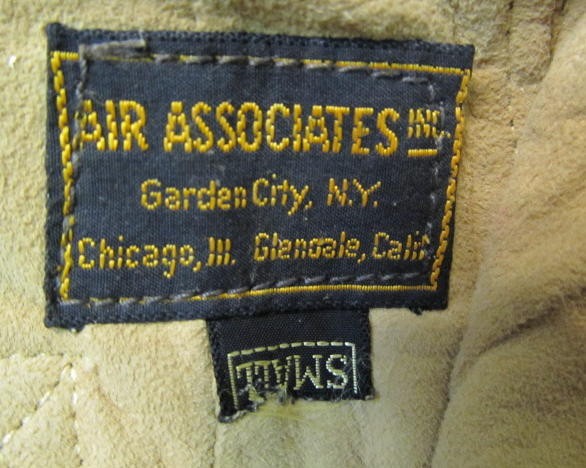 AIR ASSOCIATES INC.
Garden City, N.Y.
Chicago, Ill. Glendale, Calif.
SMALL